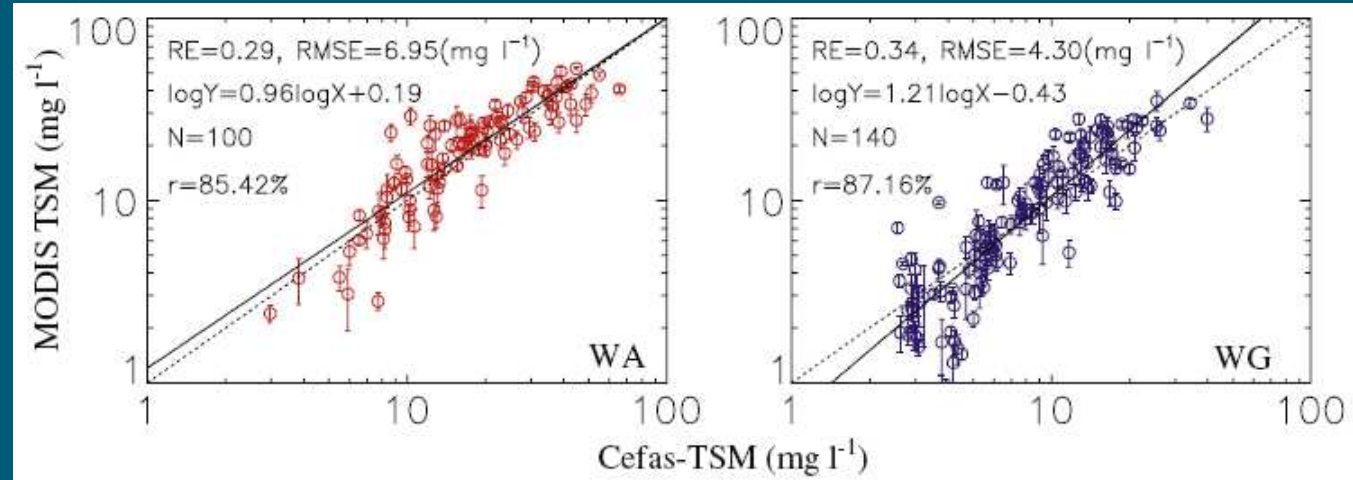 MODIS TSM (mg l⁻¹)
100
10
1
RE=0.29, RMSE=6.95(mg l⁻¹)
logY=0.96logX+0.19
N=100
r=85.42%
WA
1
10
100
100
10
1
RE=0.34, RMSE=4.30(mg l⁻¹)
logY=1.21logX−0.43
N=140
r=87.16%
WG
1
10
100
Cefas-TSM (mg l⁻¹)